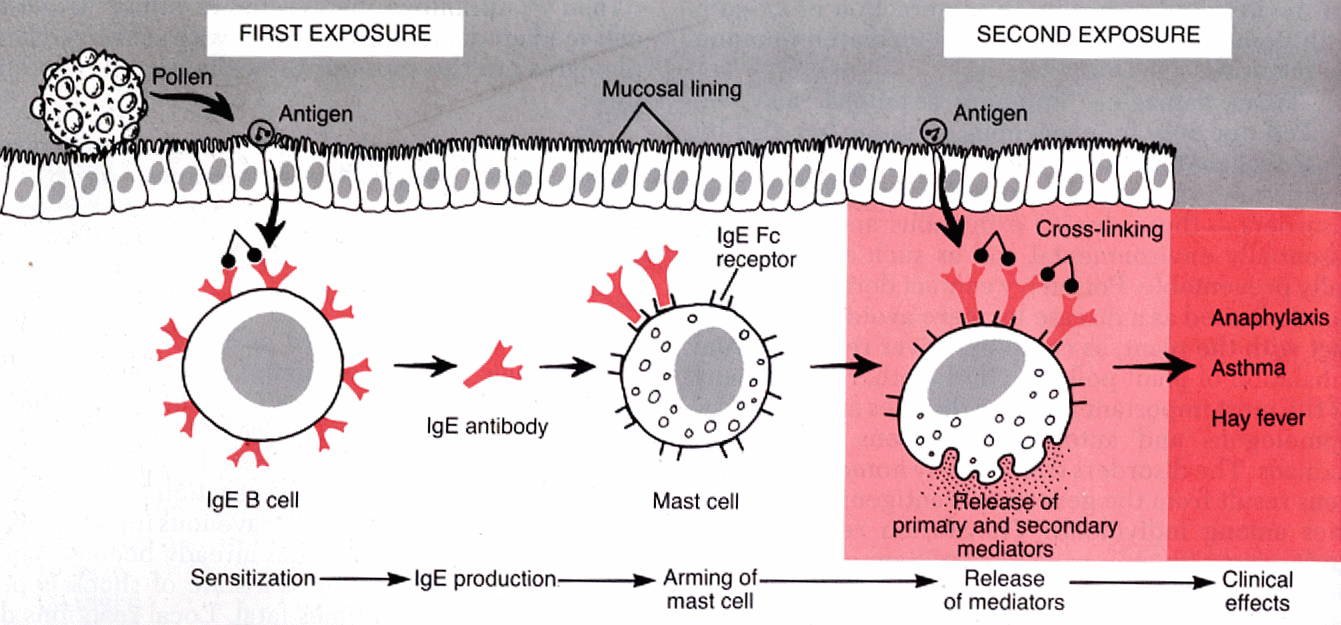 FIRST EXPOSURE
SECOND EXPOSURE
Pollen
Antigen
Mucosal lining
Antigen
IgE Fc
receptor
Cross-linking
Anaphylaxis
Asthma
Hay fever
IgE antibody
IgE B cell
Mast cell
Release of
primary and secondary
mediators
Sensitization
IgE production
Arming of
mast cell
Release
of mediators
Clinical
effects